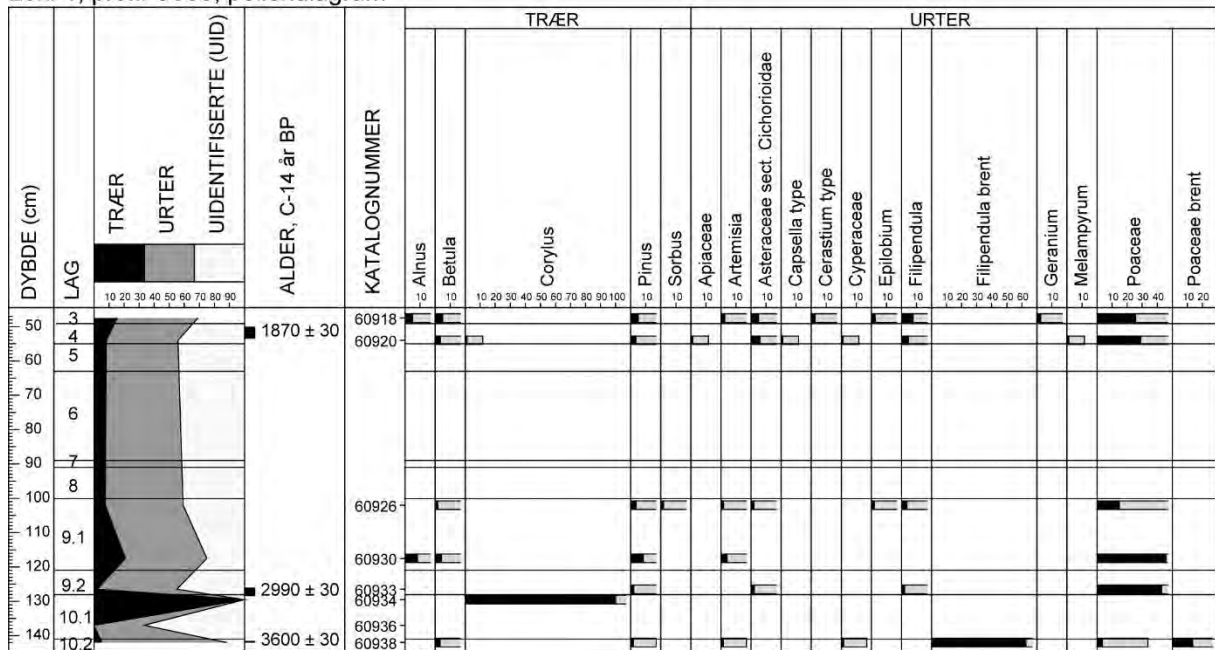 TRÆR
URTER
DYBDE (cm)
LAG
TRÆR
URTER
UIDENTIFISERTE (UID)
ALDER, C-14 år BP
KATALOGNUMMER
Alnus
Betula
Corylus
Pinus
Sorbus
Apiaceae
Artemisia
Asteraceae sect. Cichorioidae
Capsella type
Cerastium type
Cyperaceae
Epilobium
Filipendula
Filipendula brent
Geranium
Melampyrum
Poaceae
Poaceae brent
10 20 30 40 50 60 70 80 90
10
10
10 20 30 40 50 60 70 80 90 100
10
10
10
10
10
10
10
10
10
10
10 20 30 40 50 60
10
10
10 20 30 40
10 20
50
60
70
80
90
100
110
120
130
140
3
4
5
6
7
8
9.1
9.2
10.1
10.2
1870 ± 30
2990 ± 30
3600 ± 30
60918
60920
60926
60930
60933
60934
60936
60938